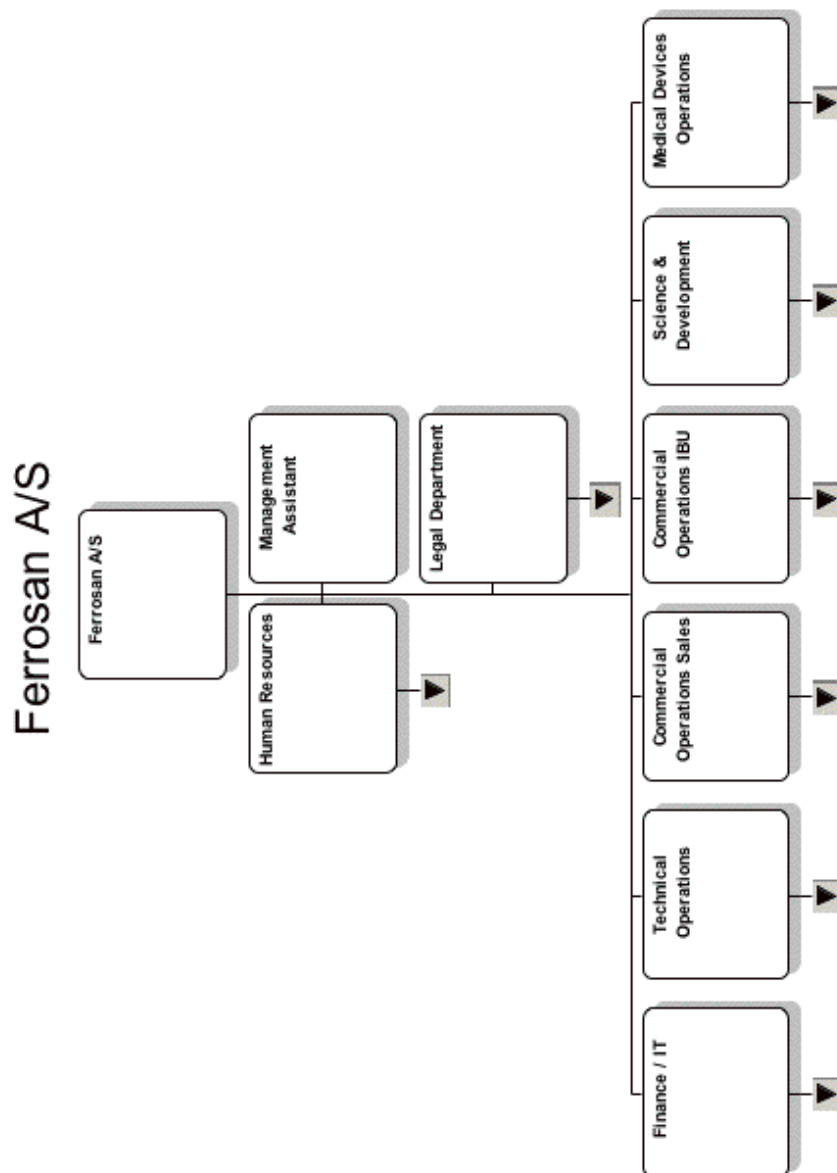 Ferrosan A/S
Ferrosan A/S
Human Resources
Management
Assistant
Legal Department
Finance / IT
Technical
Operations
Commercial
Operations Sales
Commercial
Operations IBU
Science &
Development
Medical Devices
Operations